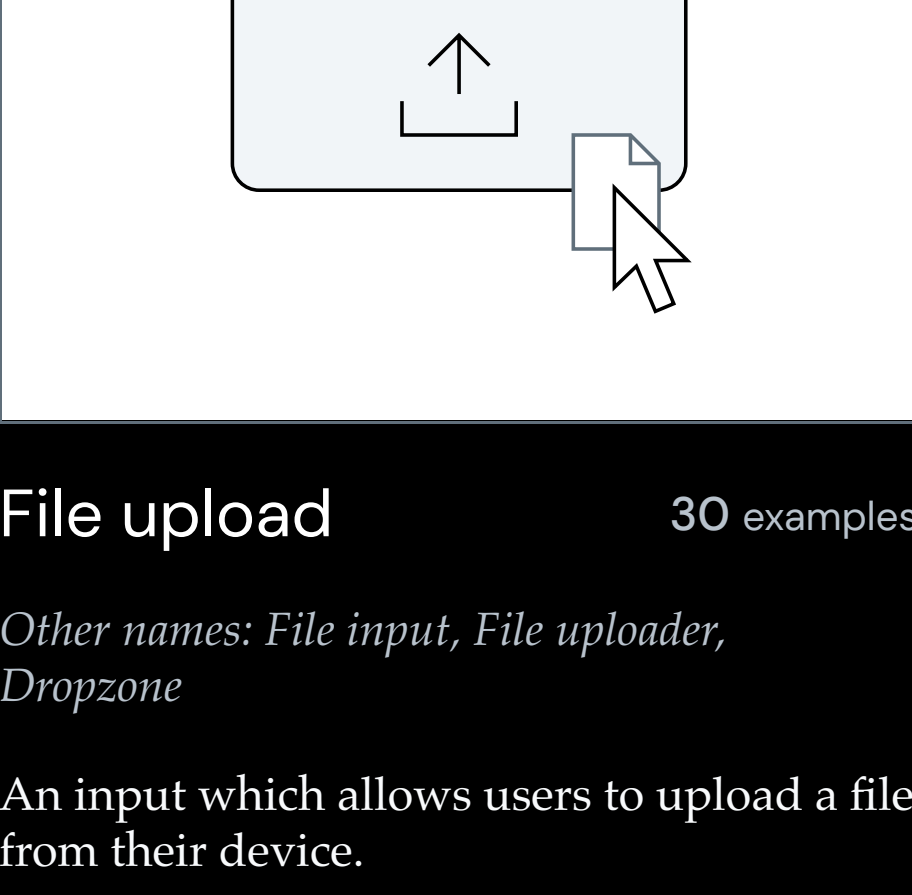 File upload
30 examples
Other names: File input, File uploader,
Dropzone
An input which allows users to upload a file
from their device.